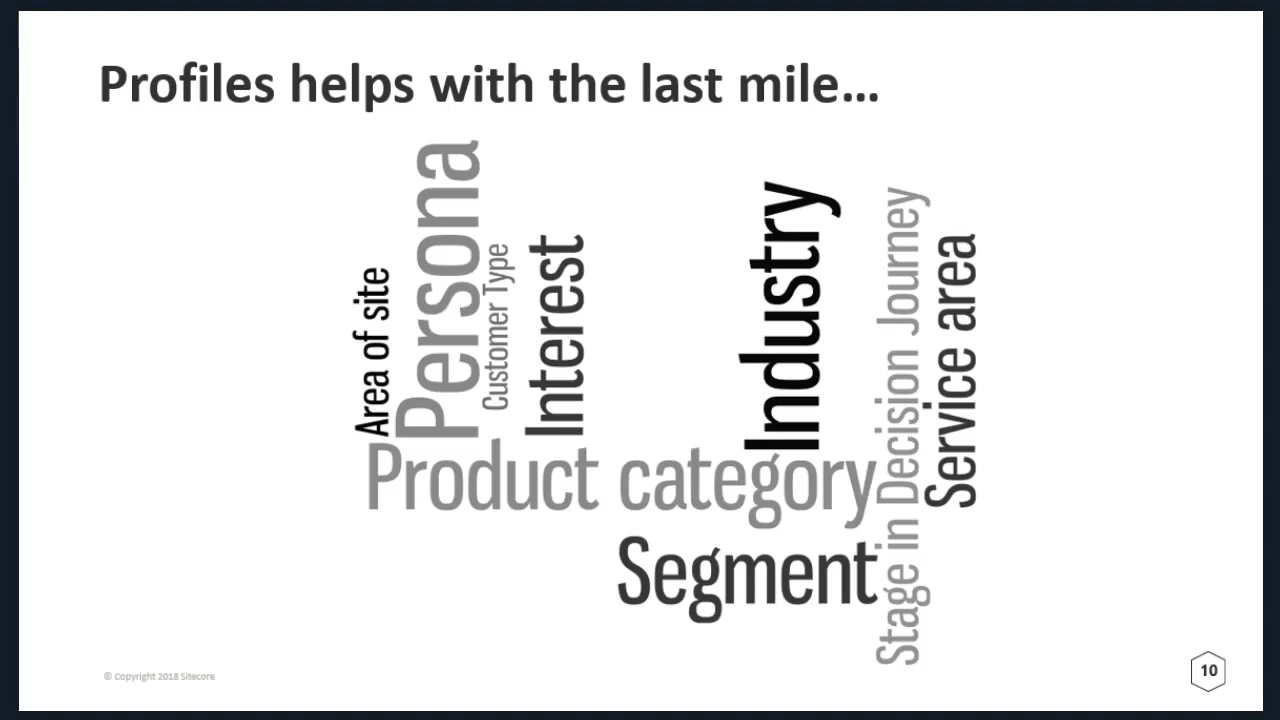 Profiles helps with the last mile...
Area of site
Persona
Customer Type
Interest
Industry
Stage in Decision Journey
Service area
Product category
Segment
© Copyright 2018 Sitecore
10